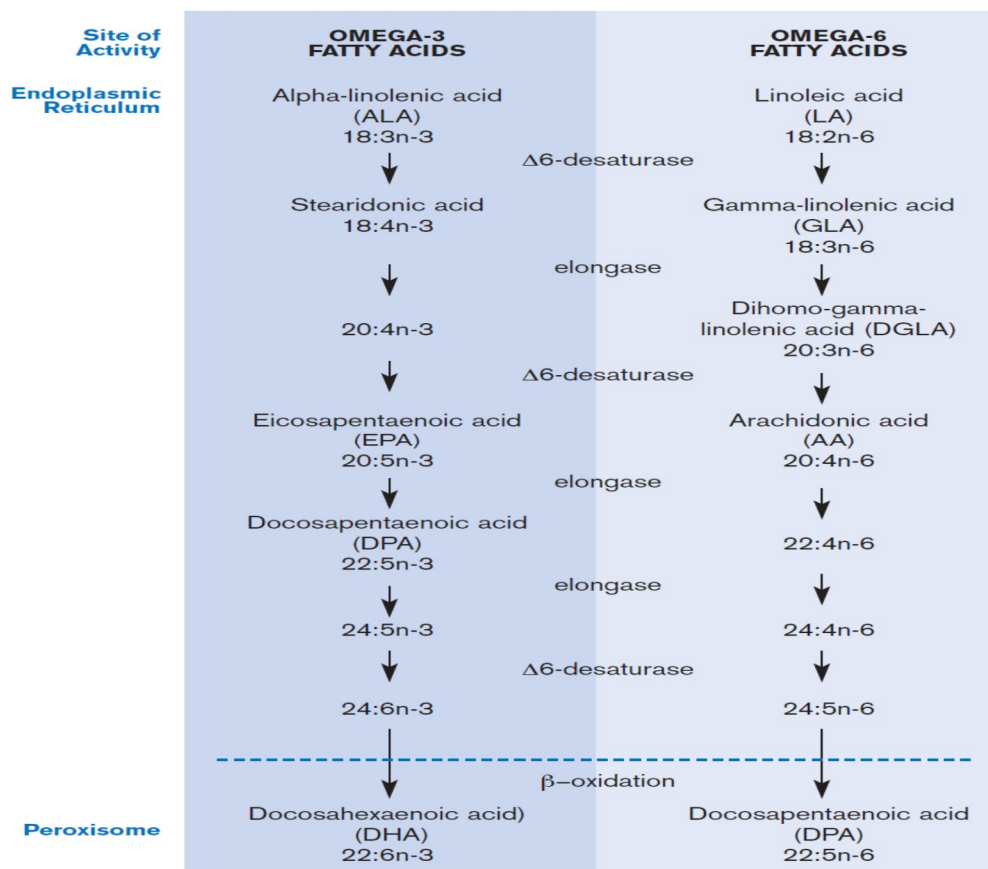 Site of
Activity
OMEGA-3
FATTY ACIDS
OMEGA-6
FATTY ACIDS
Endoplasmic
Reticulum
Alpha-linolenic acid
(ALA)
18:3n-3
Linoleic acid
(LA)
18:2n-6
Δ6-desaturase
Stearidonic acid
18:4n-3
Gamma-linolenic acid
(GLA)
18:3n-6
elongase
20:4n-3
Dihomo-gamma-
linolenic acid (DGLA)
20:3n-6
Δ6-desaturase
Eicosapentaenoic acid
(EPA)
20:5n-3
Arachidonic acid
(AA)
20:4n-6
elongase
Docosapentaenoic acid
(DPA)
22:5n-3
22:4n-6
elongase
24:5n-3
24:4n-6
Δ6-desaturase
24:6n-3
24:5n-6
β–oxidation
Peroxisome
Docosahexaenoic acid)
(DHA)
22:6n-3
Docosapentaenoic acid
(DPA)
22:5n-6